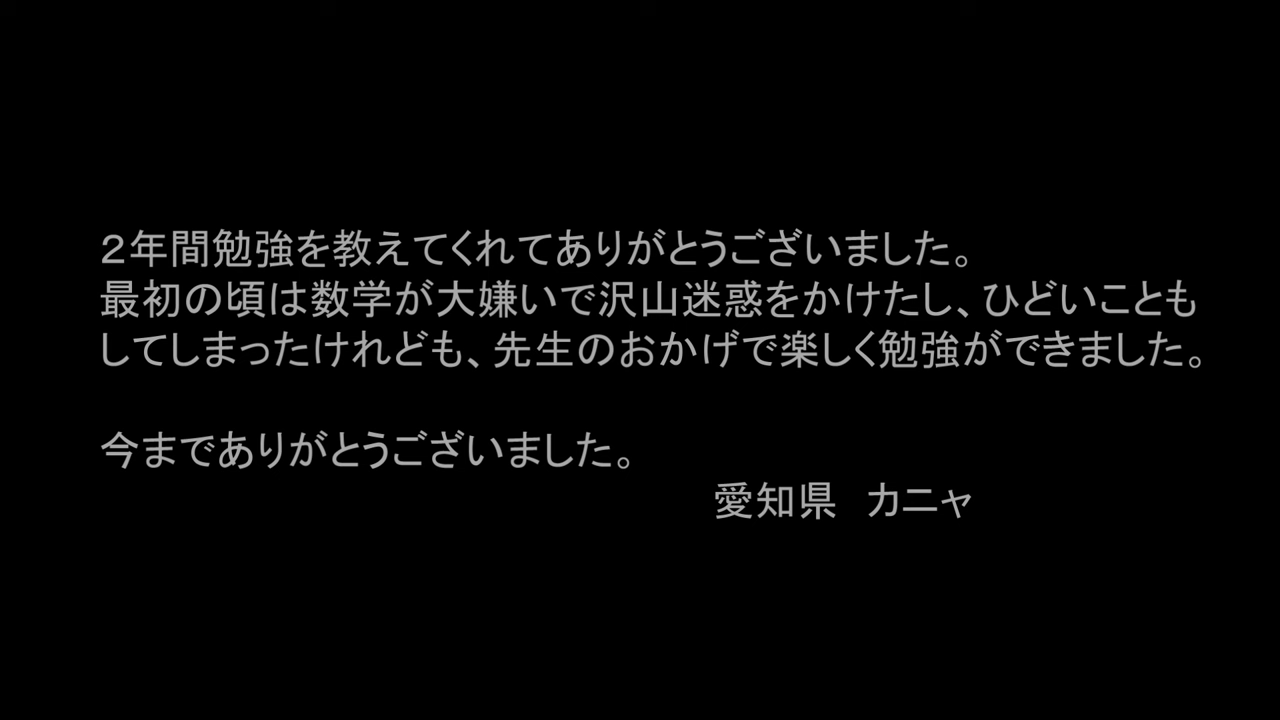 ２年間勉強を教えてくれてありがとうございました。
最初の頃は数学が大嫌いで沢山迷惑をかけたし、ひどいことも
してしまったけれども、先生のおかげで楽しく勉強ができました。
今までありがとうございました。
愛知県　カニャ